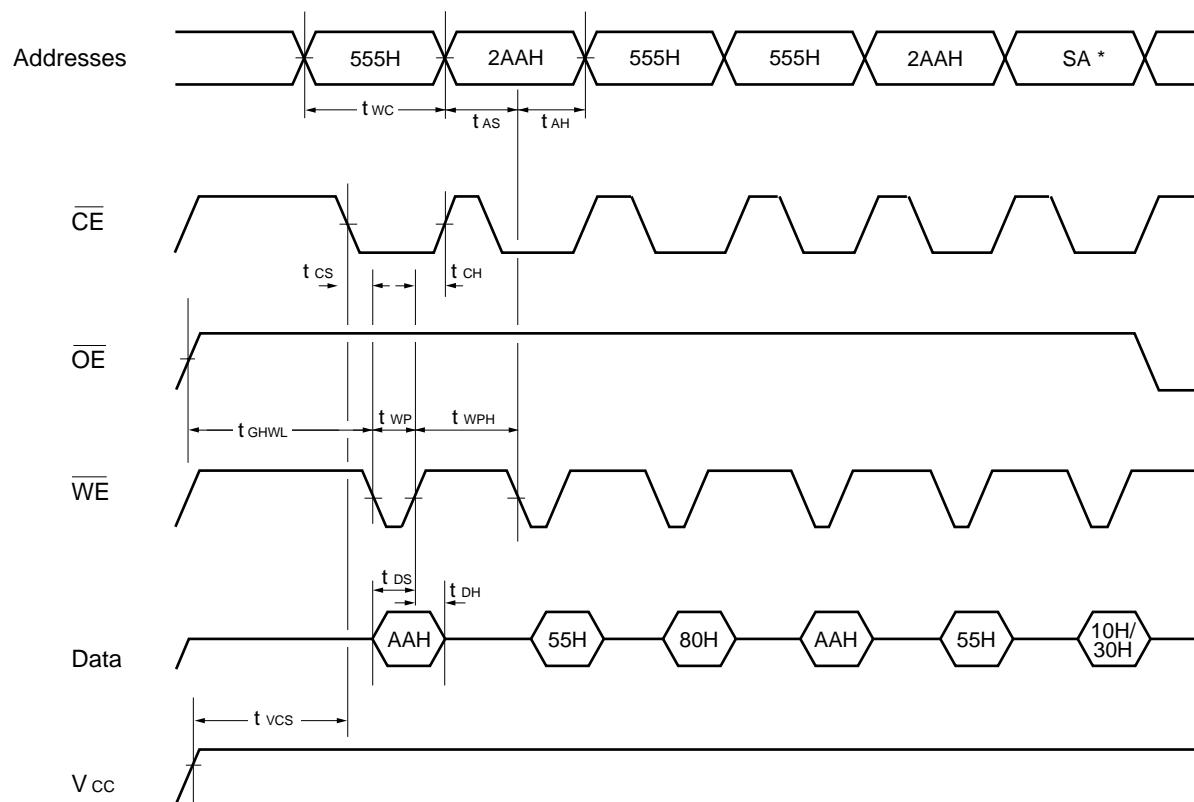 Addresses 555H 2AAH 555H 555H 2AAH SA *
t WC t AS t AH
CE
t CS t CH
OE
t GHWL t WP t WPH
WE
t DS t DH
Data AAH 55H 80H AAH 55H 10H/
30H
t VCS
V CC